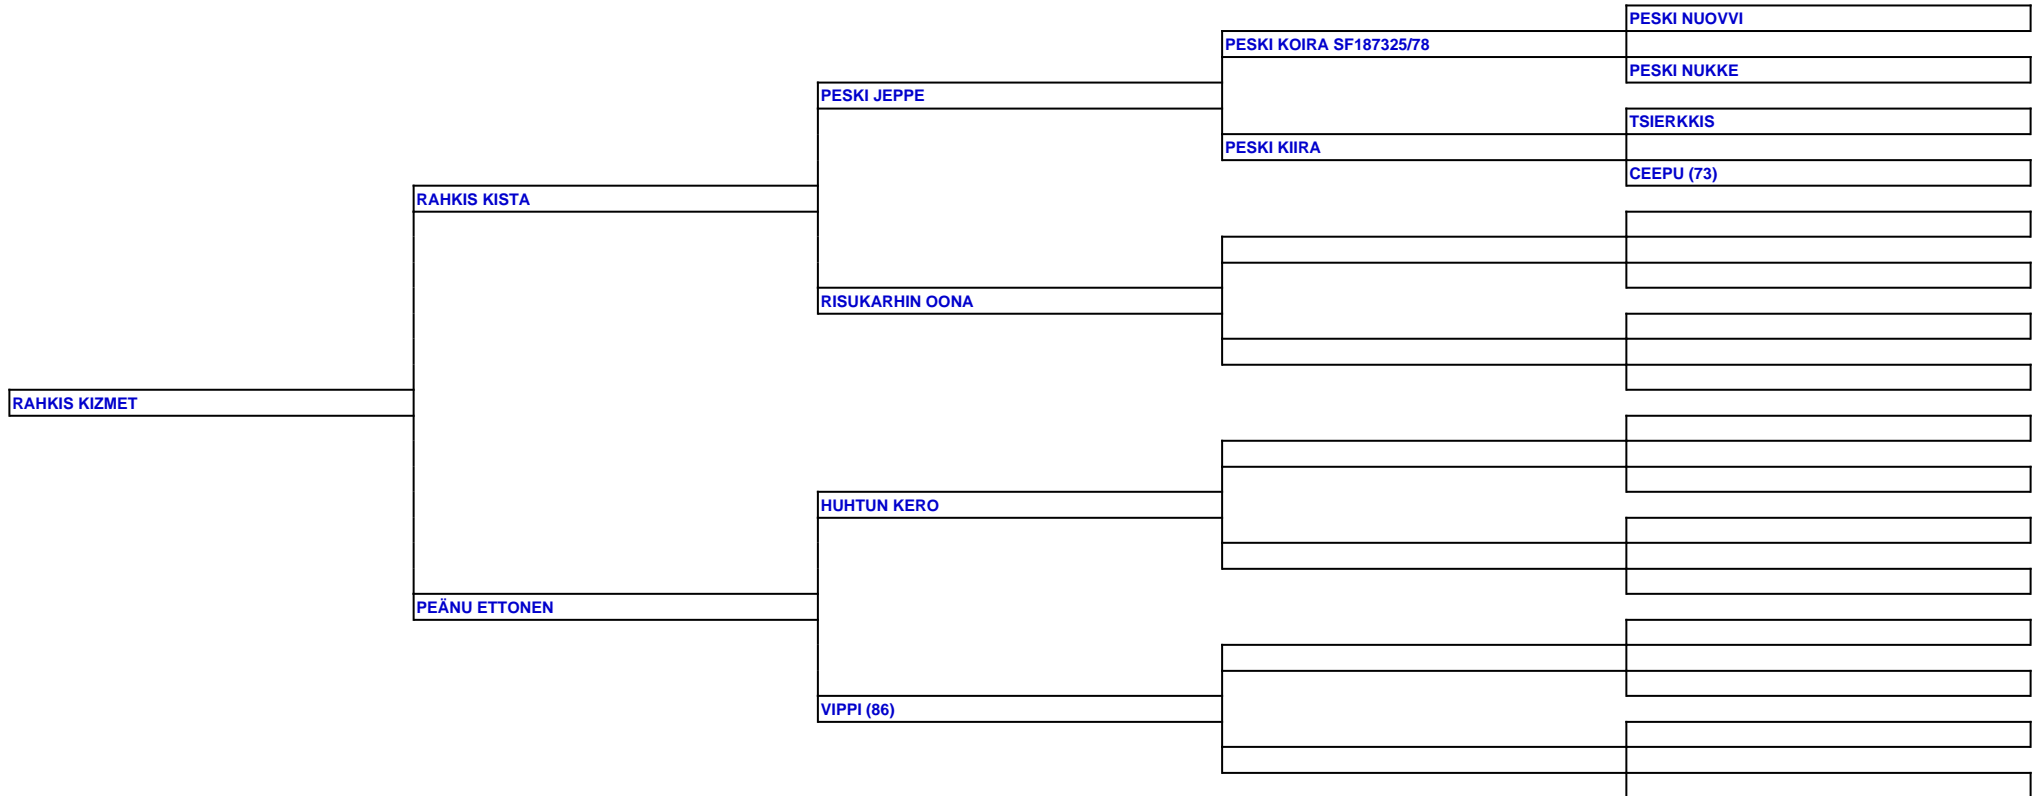 PESKI NUOVVI
PESKI KOIRA SF187325/78
PESKI NUKKE
PESKI JEPPE
TSIERKKIS
PESKI KIIRA
CEEPU (73)
RAHKIS KISTA
RISUKARHIN OONA
RAHKIS KIZMET
HUHTUN KERO
PEÄNU ETTONEN
VIPPI (86)